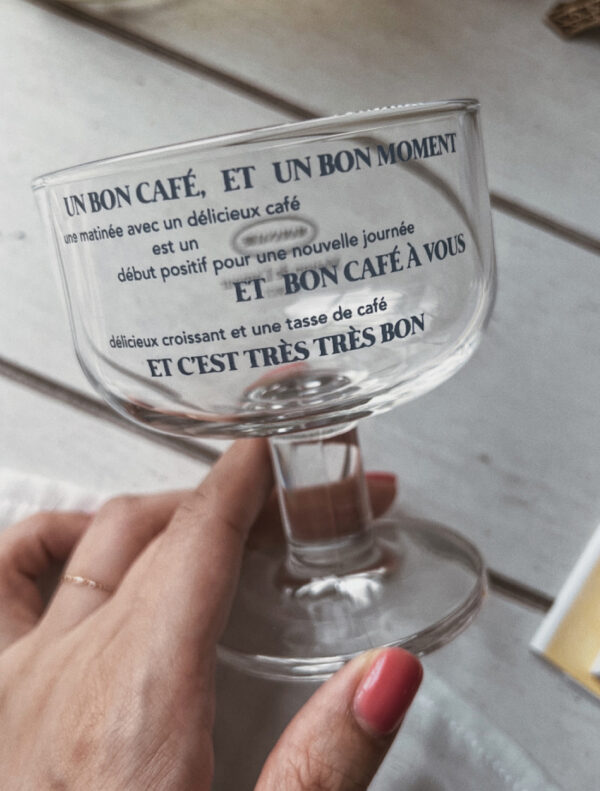 UN BON CAFÉ, ET UN BON MOMENT
une matinée avec un délicieux café
est un
début positif pour une nouvelle journée
ET BON CAFÉ À VOUS
délicieux croissant et une tasse de café
ET C'EST TRÈS TRÈS BON